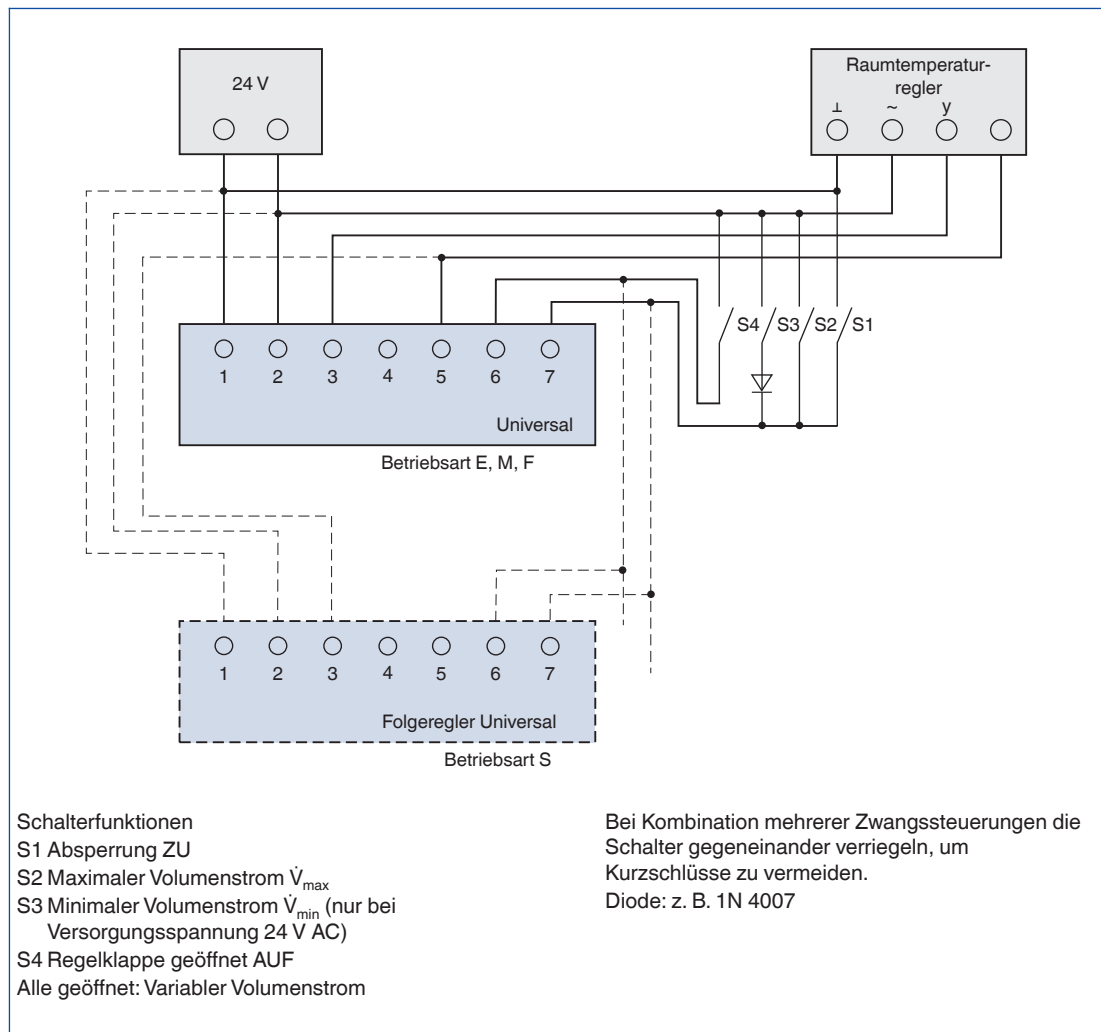 24 V
Raumtemperatur-
regler
⊥ ~ y
S4 S3 S2 S1
1 2 3 4 5 6 7
Universal
Betriebsart E, M, F
1 2 3 4 5 6 7
Folgeregler Universal
Betriebsart S
Schalterfunktionen
S1 Absperrung ZU
S2 Maximaler Volumenstrom V̇max
S3 Minimaler Volumenstrom V̇min (nur bei
Versorgungsspannung 24 V AC)
S4 Regelklappe geöffnet AUF
Alle geöffnet: Variabler Volumenstrom
Bei Kombination mehrerer Zwangssteuerungen die
Schalter gegeneinander verriegeln, um
Kurzschlüsse zu vermeiden.
Diode: z. B. 1N 4007